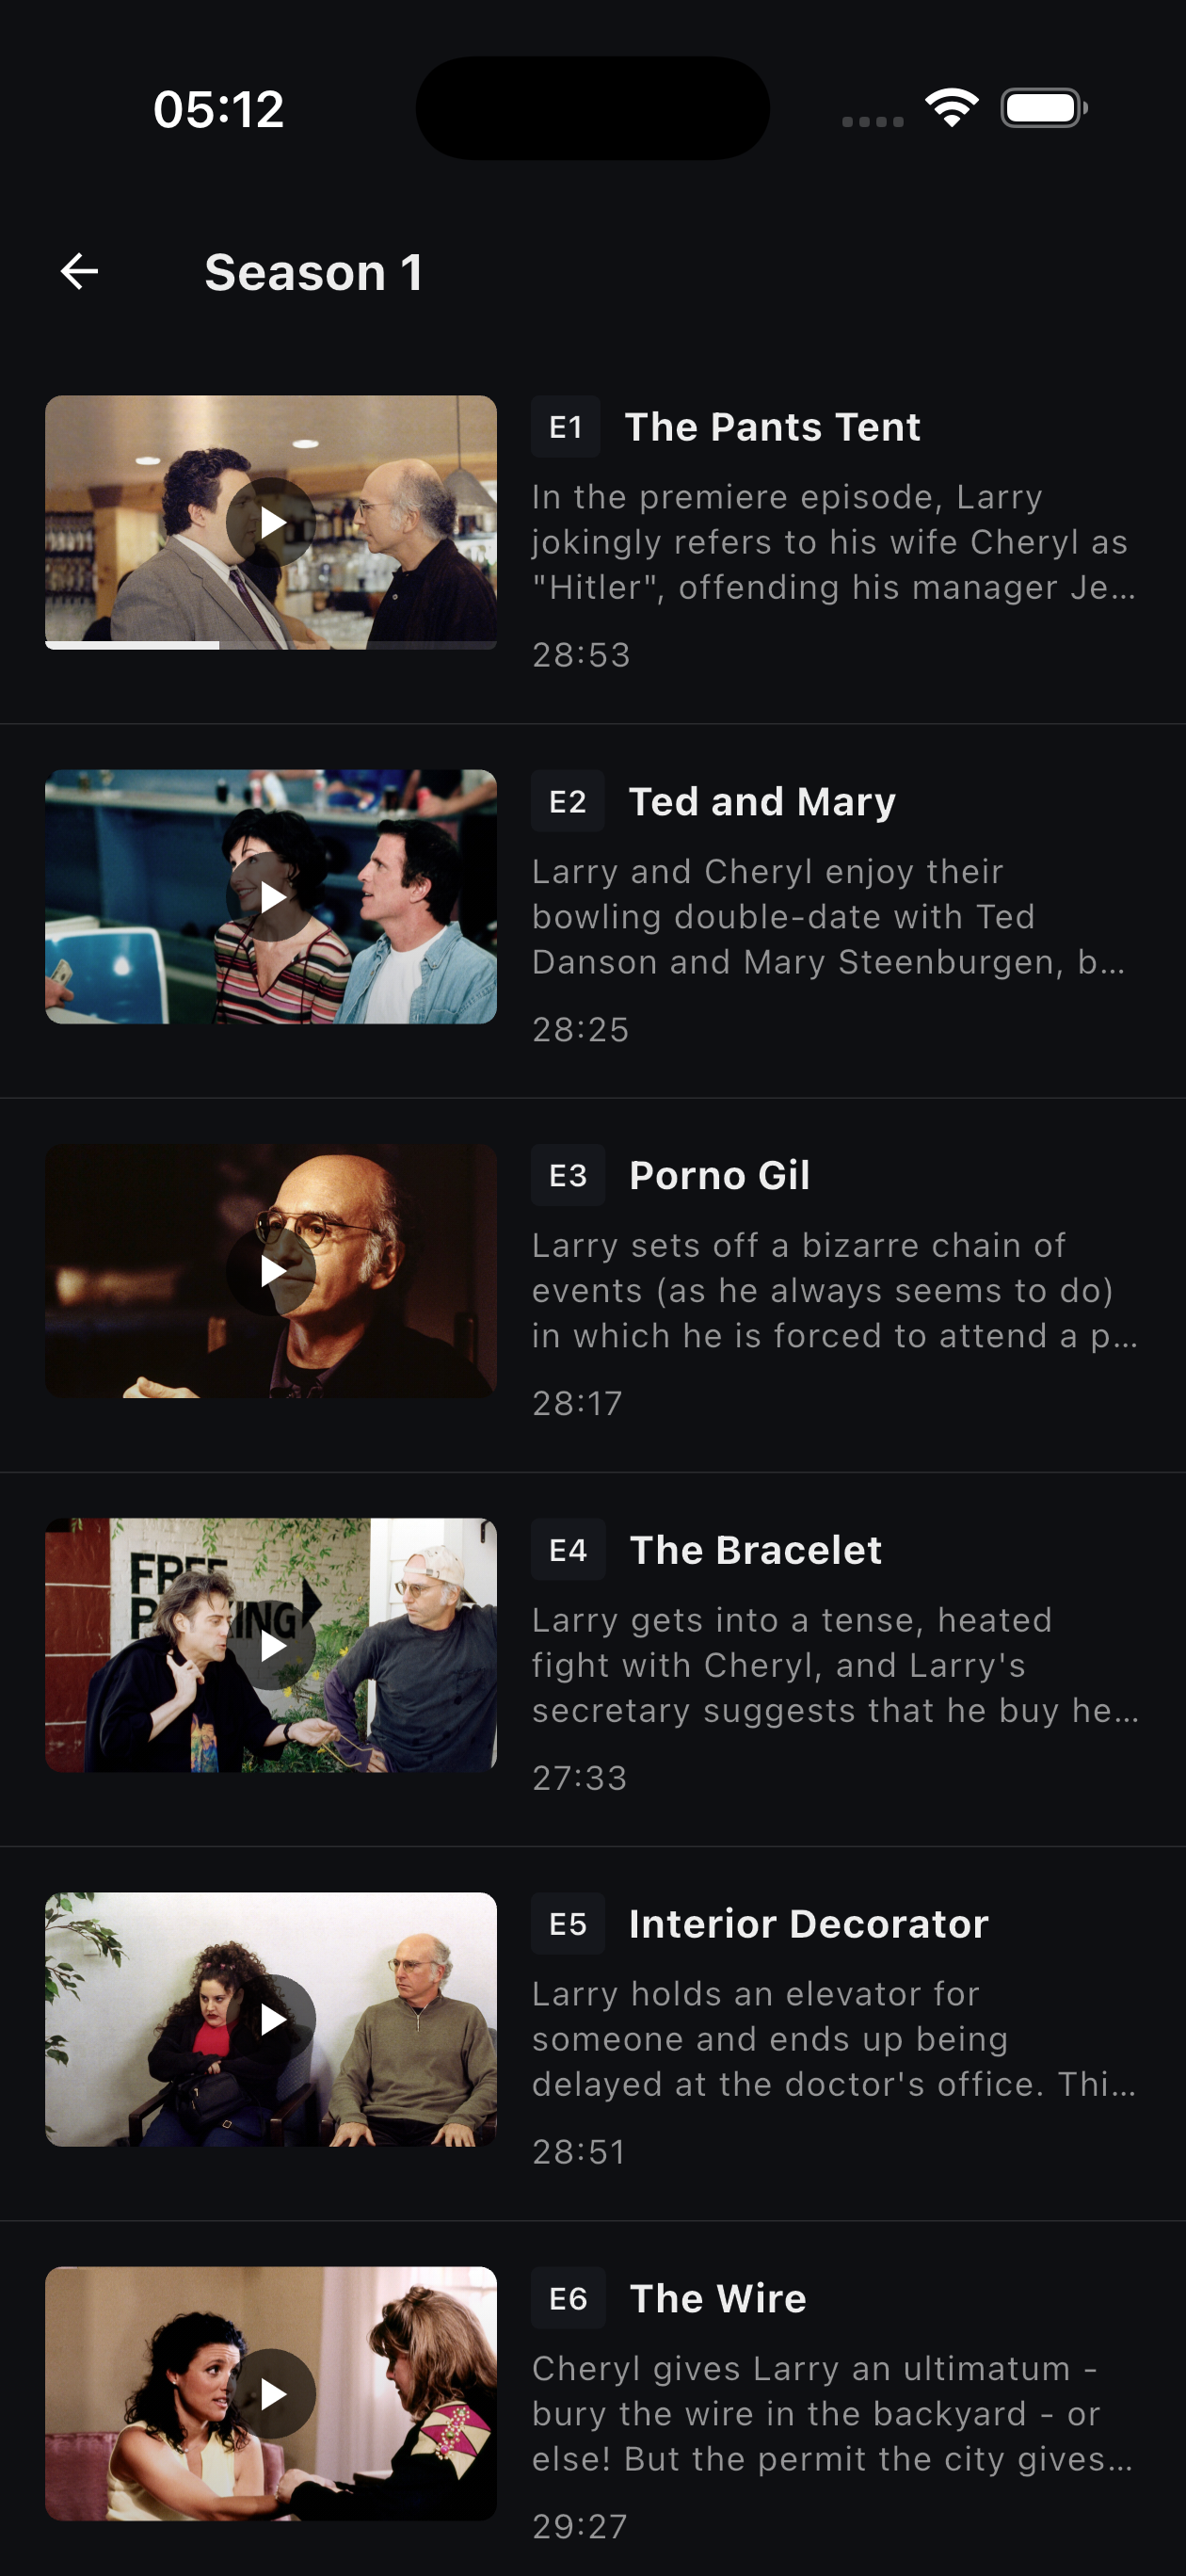 05:12
Season 1
E1 The Pants Tent
In the premiere episode, Larry
jokingly refers to his wife Cheryl as
"Hitler", offending his manager Je...
28:53
E2 Ted and Mary
Larry and Cheryl enjoy their
bowling double-date with Ted
Danson and Mary Steenburgen, b...
28:25
E3 Porno Gil
Larry sets off a bizarre chain of
events (as he always seems to do)
in which he is forced to attend a p...
28:17
FREE
E4 The Bracelet
Larry gets into a tense, heated
fight with Cheryl, and Larry's
secretary suggests that he buy he...
27:33
E5 Interior Decorator
Larry holds an elevator for
someone and ends up being
delayed at the doctor's office. Thi...
28:51
E6 The Wire
Cheryl gives Larry an ultimatum -
bury the wire in the backyard - or
else! But the permit the city gives...
29:27